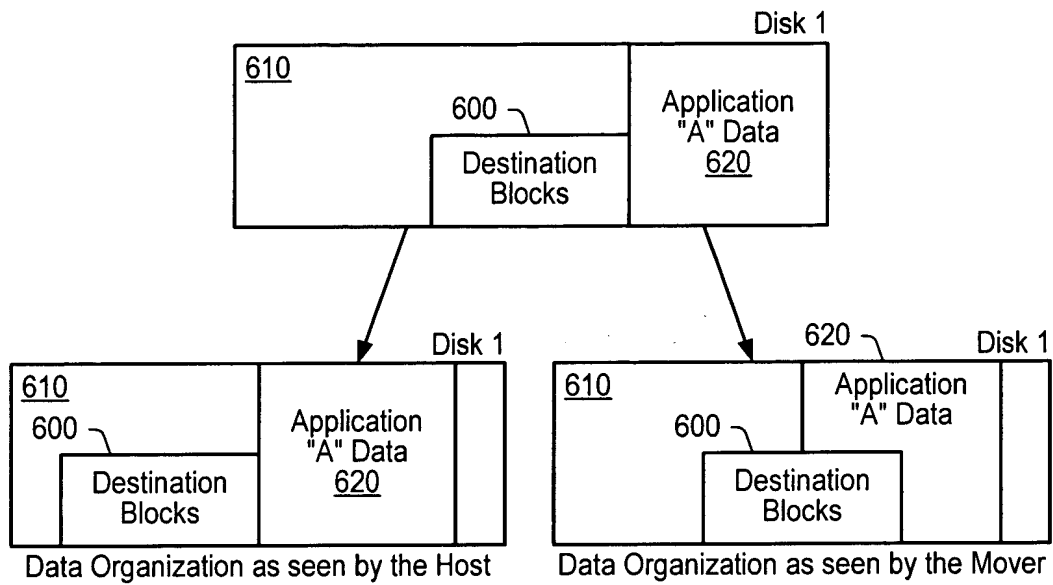 Disk 1
610
600
Application
"A" Data
620
Destination
Blocks
Disk 1
610
600
Application
"A" Data
620
Destination
Blocks
Data Organization as seen by the Host
620
Disk 1
610
Application
"A" Data
600
Destination
Blocks
Data Organization as seen by the Mover